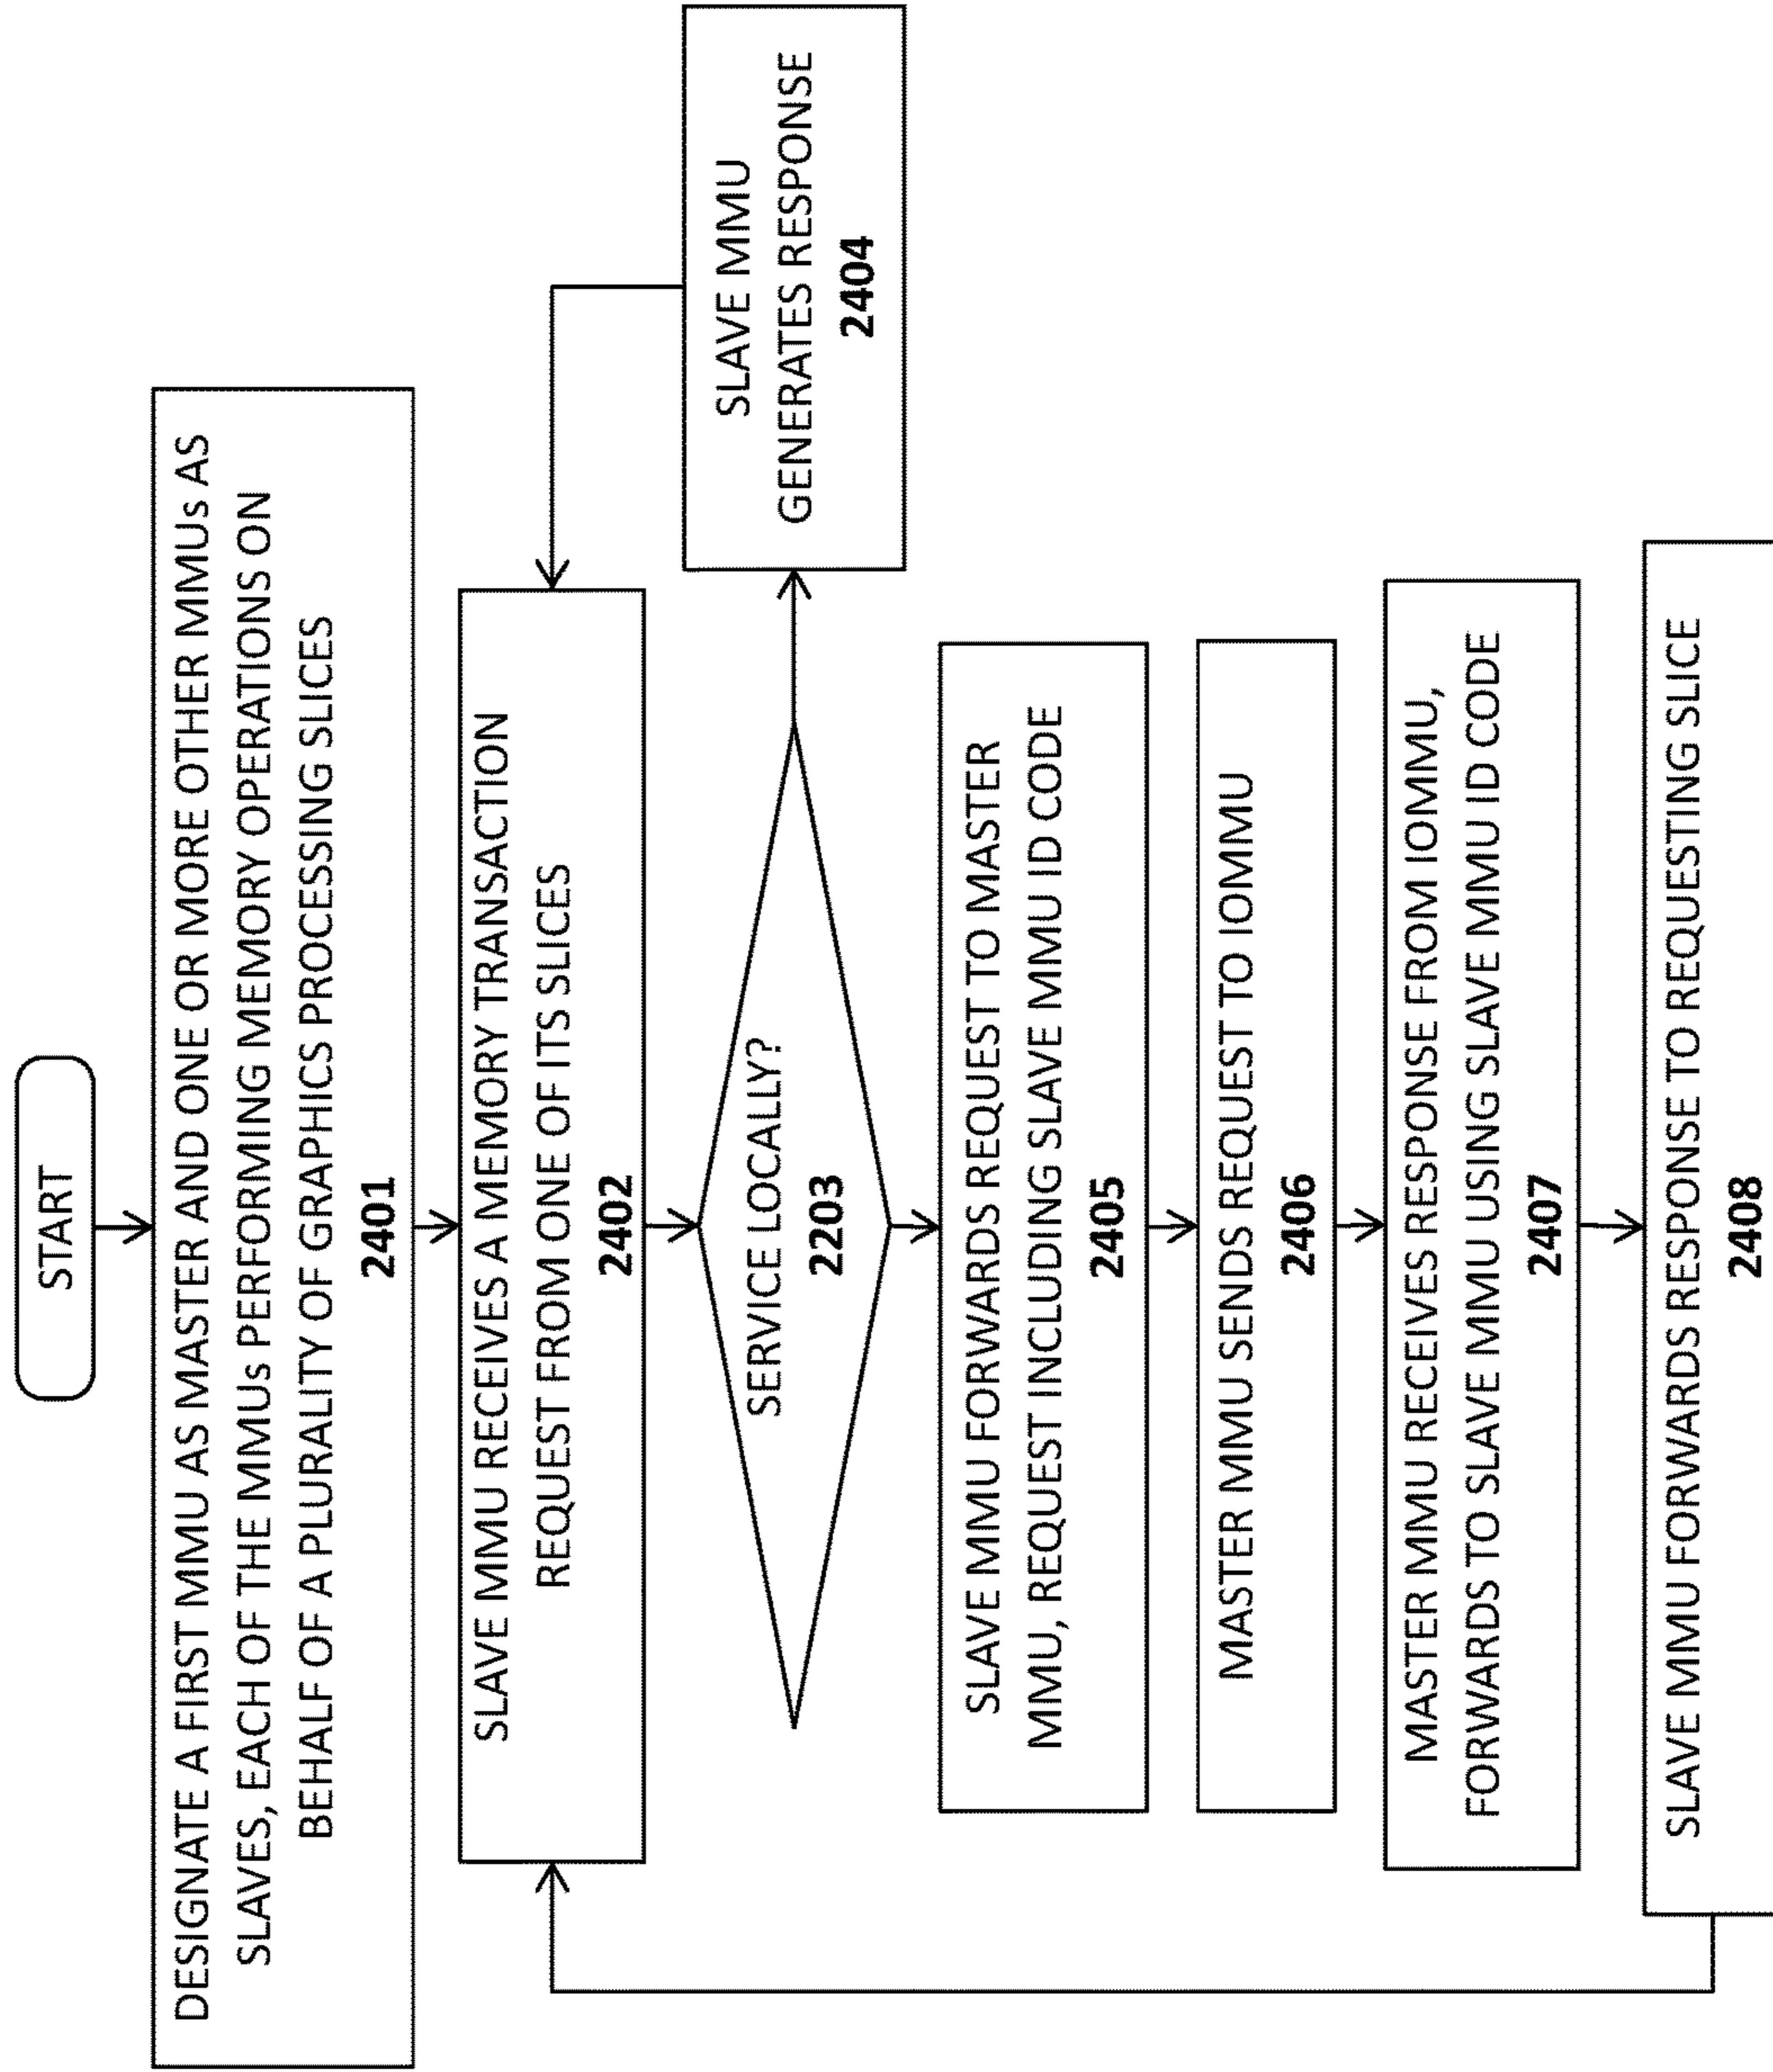 START
DESIGNATE A FIRST MMU AS MASTER AND ONE OR MORE OTHER MMUs AS
SLAVES, EACH OF THE MMUs PERFORMING MEMORY OPERATIONS ON
BEHALF OF A PLURALITY OF GRAPHICS PROCESSING SLICES
2401
SLAVE MMU RECEIVES A MEMORY TRANSACTION
REQUEST FROM ONE OF ITS SLICES
2402
SERVICE LOCALLY?
2203
SLAVE MMU
GENERATES RESPONSE
2404
SLAVE MMU FORWARDS REQUEST TO MASTER
MMU, REQUEST INCLUDING SLAVE MMU ID CODE
2405
MASTER MMU SENDS REQUEST TO IOMMU
2406
MASTER MMU RECEIVES RESPONSE FROM IOMMU,
FORWARDS TO SLAVE MMU USING SLAVE MMU ID CODE
2407
SLAVE MMU FORWARDS RESPONSE TO REQUESTING SLICE
2408